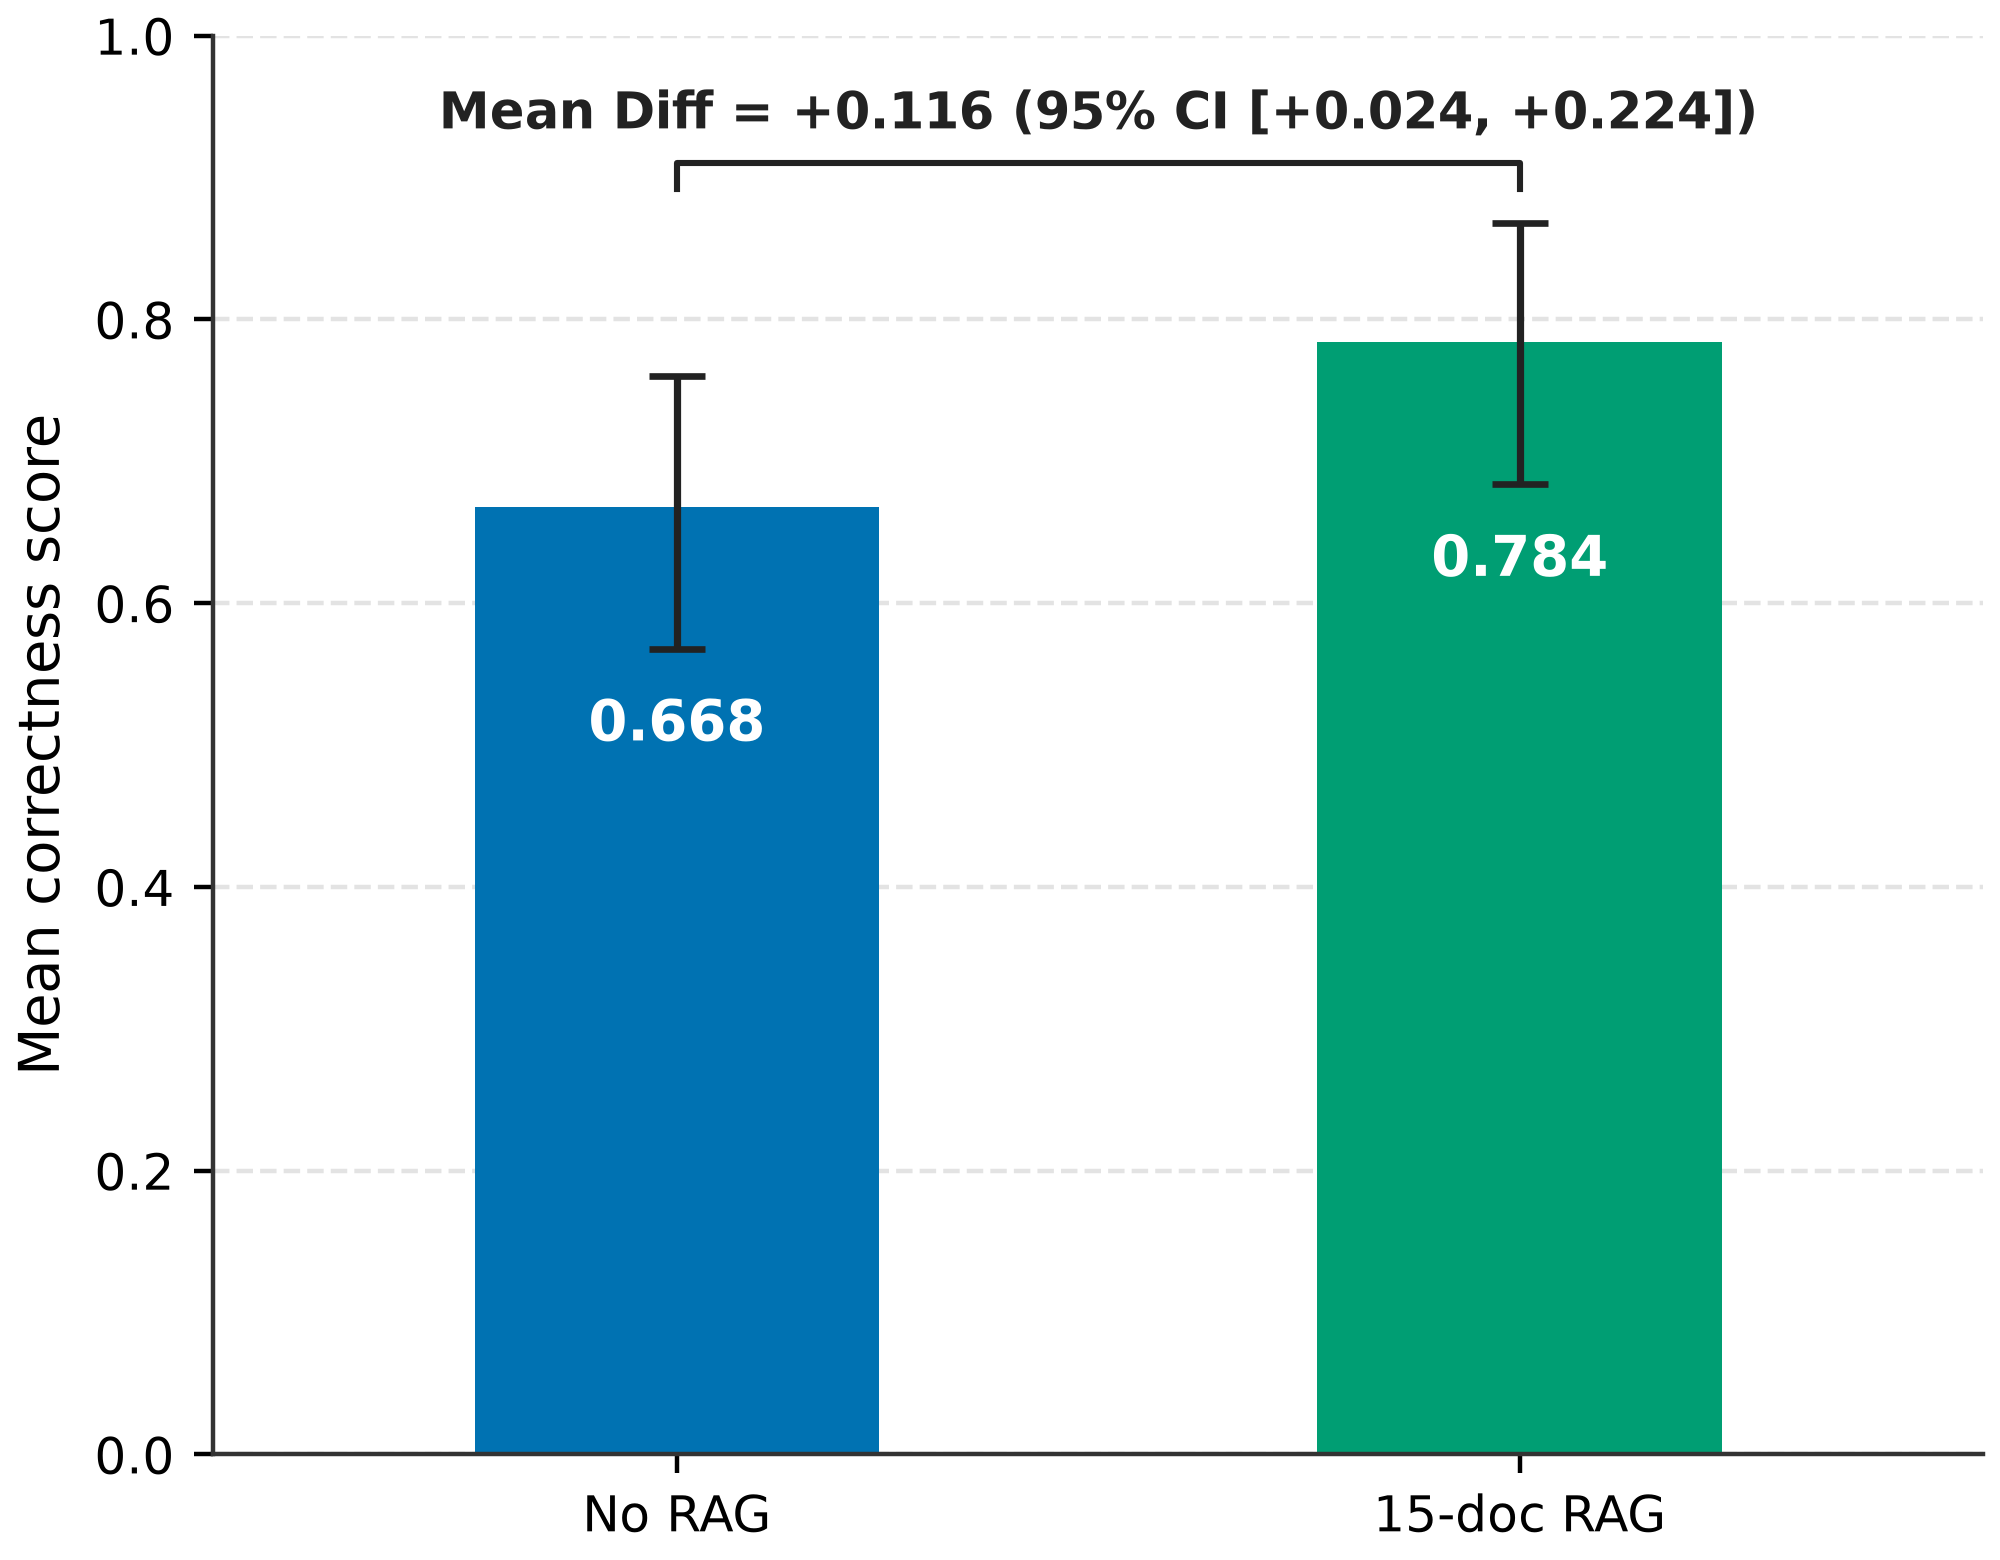 Mean Diff = +0.116 (95% CI [+0.024, +0.224])
Mean correctness score
1.0
0.8
0.6
0.4
0.2
0.0
0.668
0.784
No RAG
15-doc RAG